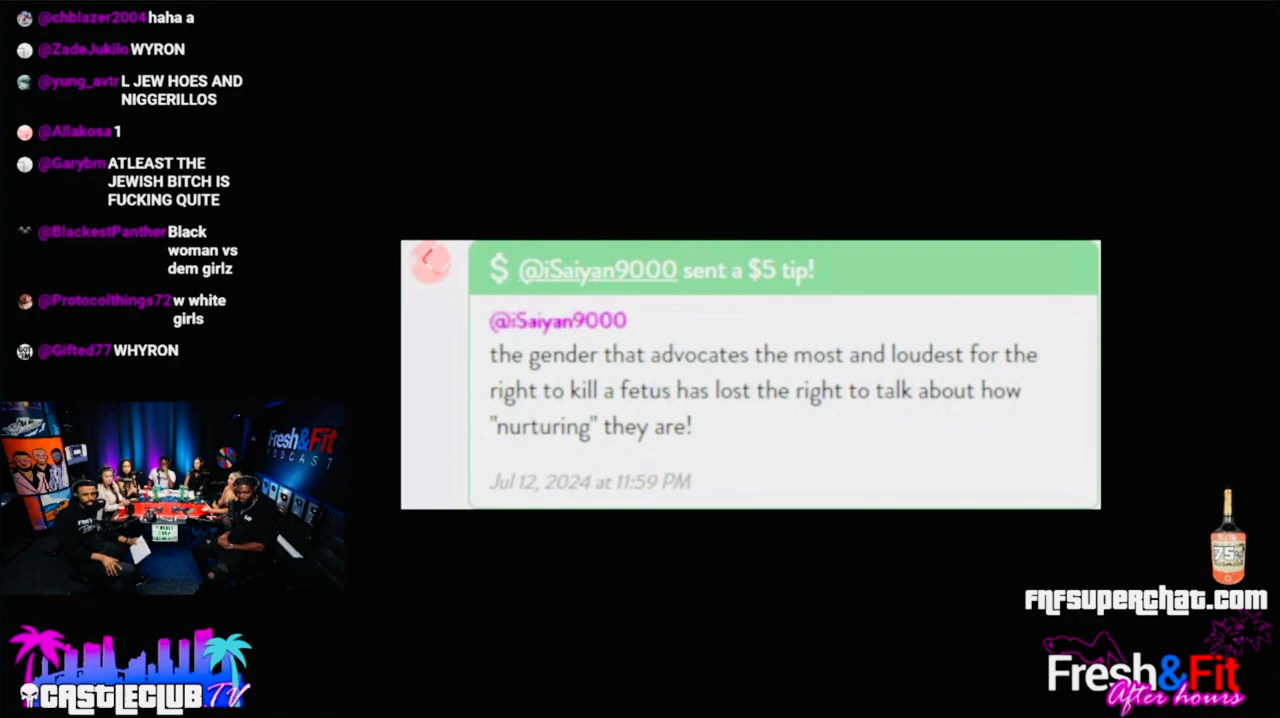 @chblazer2004 haha a
@ZadeJukilo WYRON
@yung_avtr L JEW HOES AND
NIGGERILLOS
@Allakosa 1
@Garybm ATLEAST THE
JEWISH BITCH IS
FUCKING QUITE
@BlackestPanther Black
woman vs
dem girlz
@Protocolthings72 w white
girls
@Gifted77 WHYRON
$ @iSaiyan9000 sent a $5 tip!
@iSaiyan9000
the gender that advocates the most and loudest for the
right to kill a fetus has lost the right to talk about how
"nurturing" they are!
Jul 12, 2024 at 11:59 PM
Fresh&Fit
PODCAST
75%
FNFSUPERCHAT.COM
CASTLECLUB.TV
Fresh&Fit
After hours